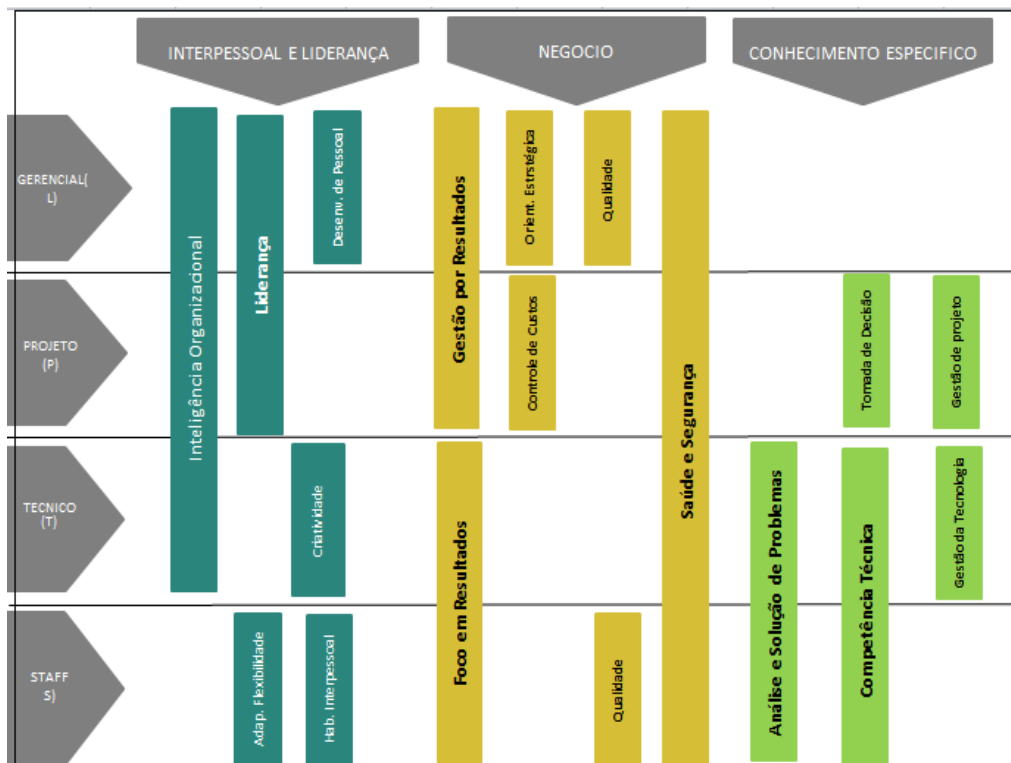 INTERPESSOAL E LIDERANÇA
NEGOCIO
CONHECIMENTO ESPECIFICO
GERENCIAL(
L)
Inteligência Organizacional
Liderança
Desenv. de Pessoal
Gestão por Resultados
Orient. Estrstégica
Qualidade
Saúde e Segurança
PROJETO
(P)
Controle de Custos
Tomada de Decisão
Gestão de projeto
TECNICO
(T)
Criatividade
Foco em Resultados
Análise e Solução de Problemas
Competência Técnica
Gestão da Tecnologia
STAFF
S)
Adap. Flexibilidade
Hab. Interpessoal
Qualidade